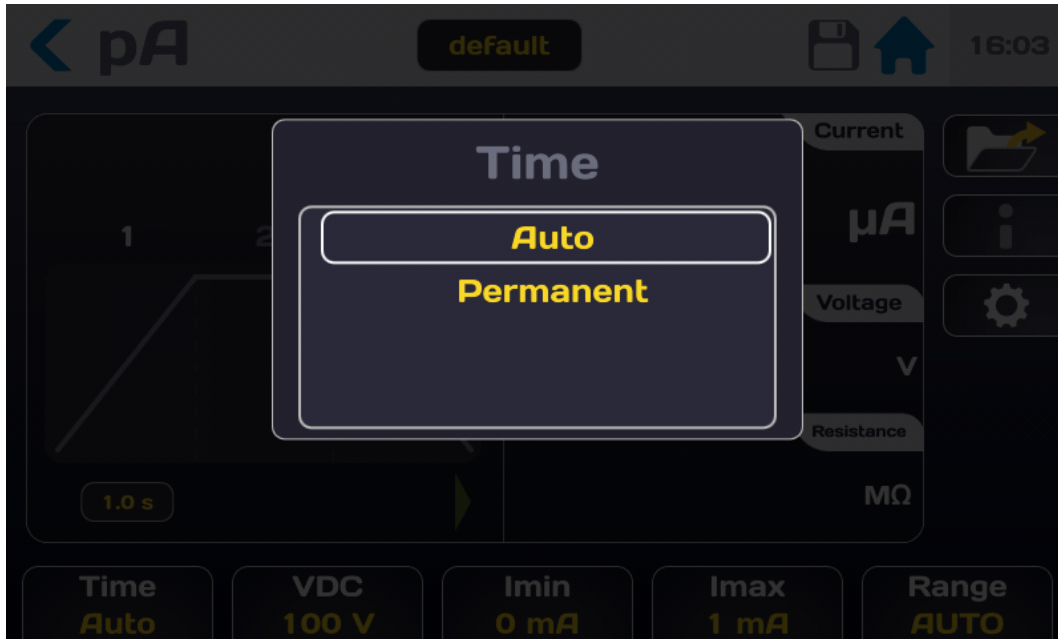 pA default 16:03
Time
Auto
Permanent
Current
µA
Voltage
V
Resistance
MΩ
1 2
1.0 s
Time VDC Imin Imax Range
Auto 100 V 0 mA 1 mA AUTO